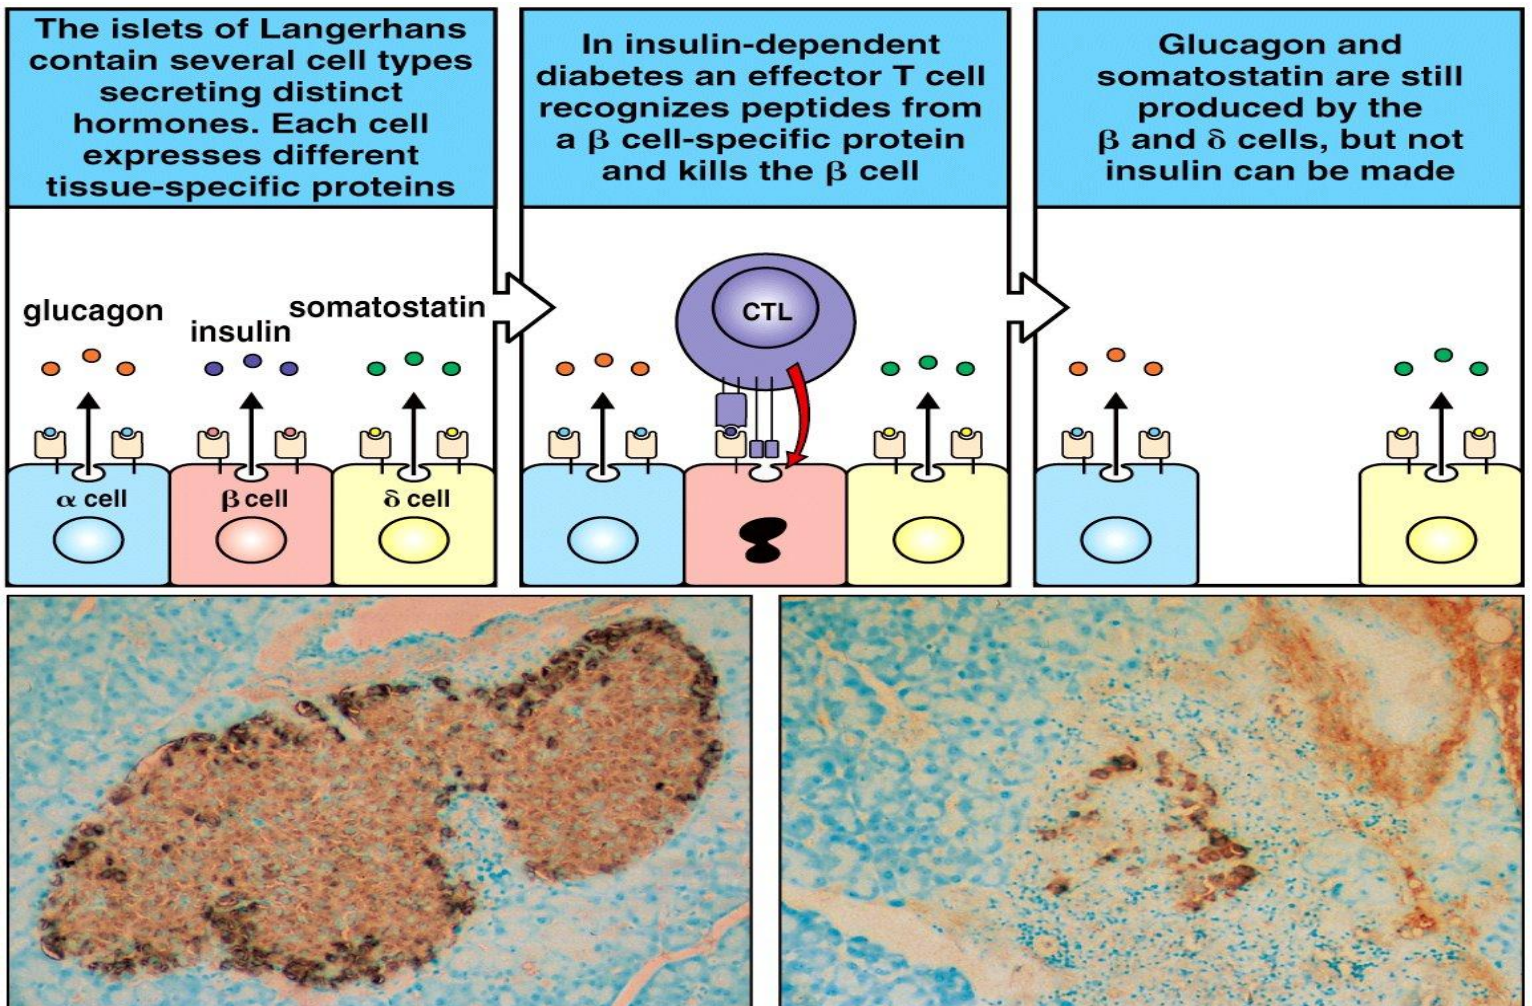 The islets of Langerhans
contain several cell types
secreting distinct
hormones. Each cell
expesses different
tissue-specific proteins
In insulin-dependent
diabetes an effector T cell
recognizes peptides from
a β cell-specific protein
and kills the β cell
Glucagon and
somatostatin are still
produced by the
β and δ cells, but not
insulin can be made
glucagon
insulin
somatostatin
α cell
β cell
δ cell
CTL